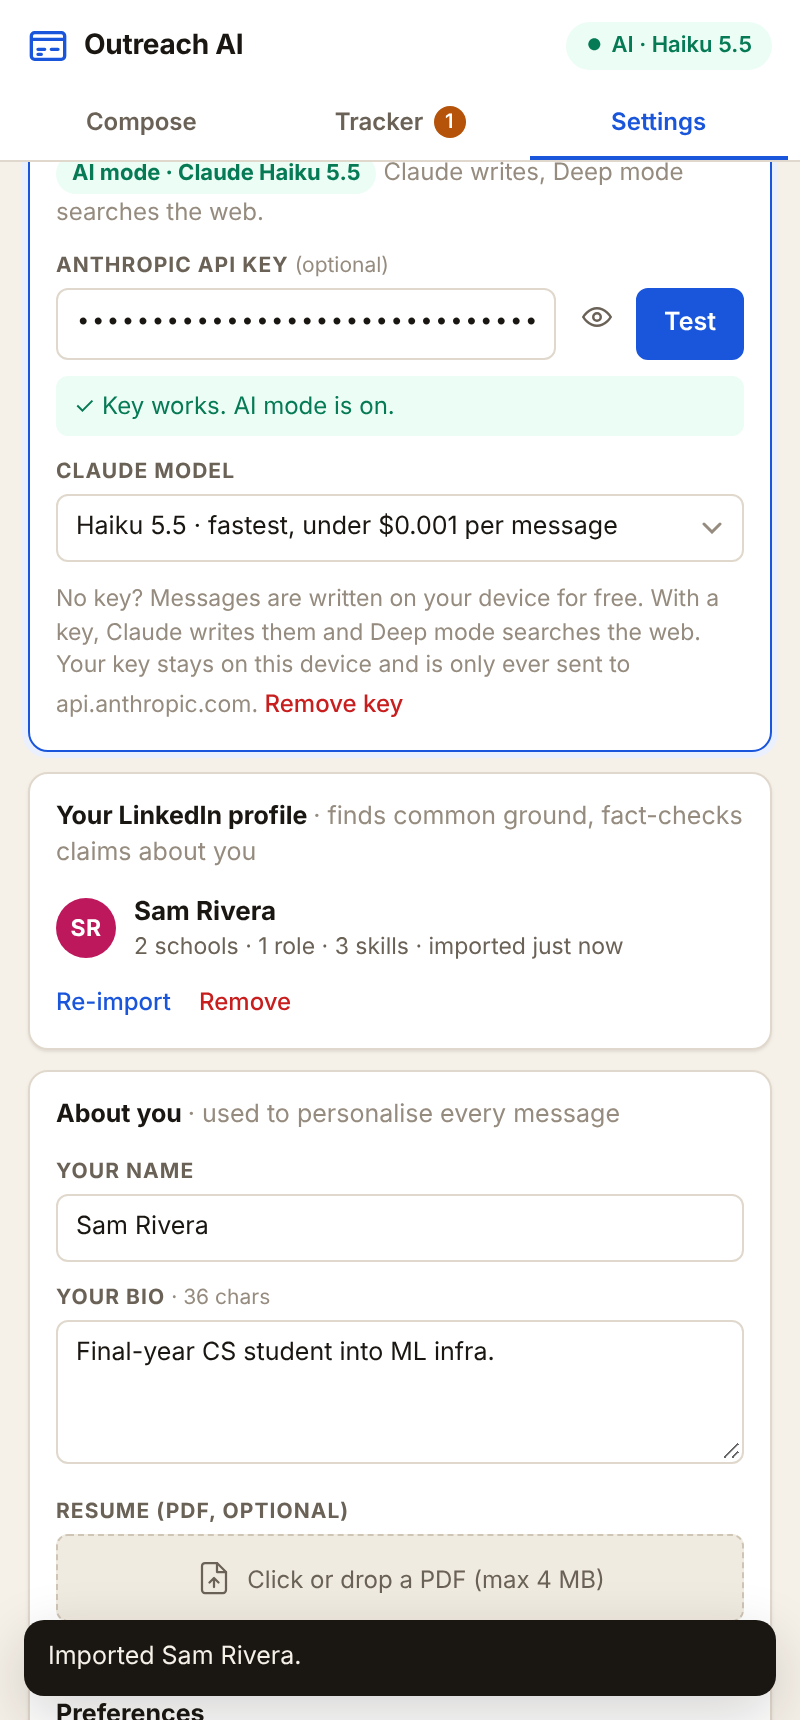 Outreach AI
AI · Haiku 5.5
Compose
Tracker 1
Settings
AI mode · Claude Haiku 5.5 Claude writes, Deep mode
searches the web.
ANTHROPIC API KEY (optional)
••••••••••••••••••••••••••••••• Test
✓ Key works. AI mode is on.
CLAUDE MODEL
Haiku 5.5 · fastest, under $0.001 per message
No key? Messages are written on your device for free. With a
key, Claude writes them and Deep mode searches the web.
Your key stays on this device and is only ever sent to
api.anthropic.com. Remove key
Your LinkedIn profile · finds common ground, fact-checks
claims about you
SR
Sam Rivera
2 schools · 1 role · 3 skills · imported just now
Re-import Remove
About you · used to personalise every message
YOUR NAME
Sam Rivera
YOUR BIO · 36 chars
Final-year CS student into ML infra.
RESUME (PDF, OPTIONAL)
Click or drop a PDF (max 4 MB)
Imported Sam Rivera.
Preferences